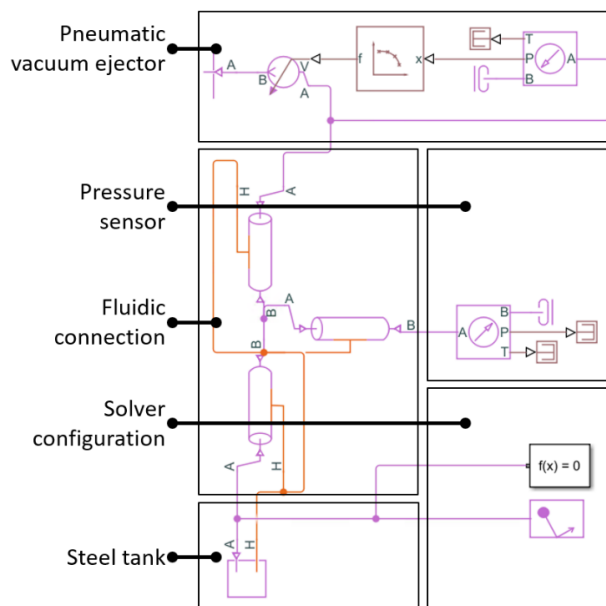 Pneumatic
vacuum ejector
A
B
V
A
f
x
T
P
B
A
Pressure
sensor
H
A
Fluidic
connection
B
A
B
B
A
B
P
T
Solver
configuration
A
H
f(x) = 0
Steel tank
A
H